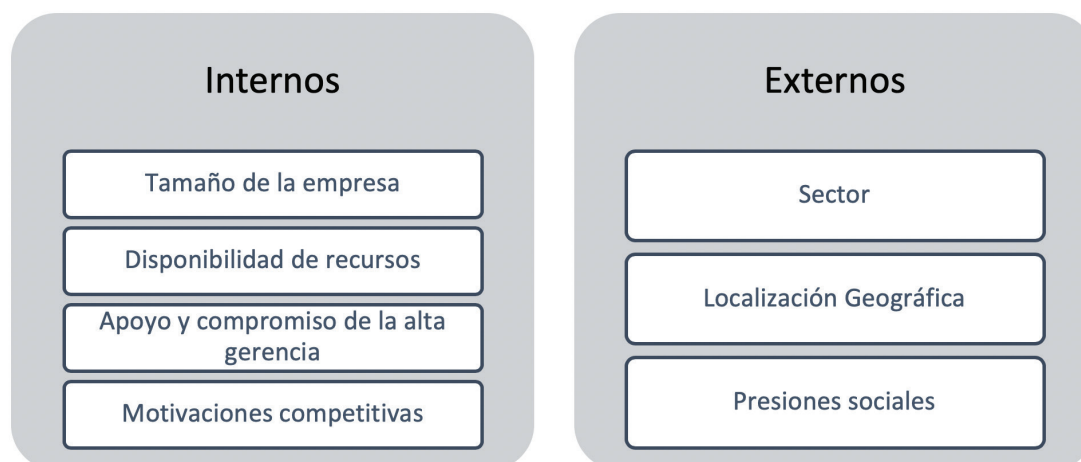 Internos
Tamaño de la empresa
Disponibilidad de recursos
Apoyo y compromiso de la alta
gerencia
Motivaciones competitivas
Externos
Sector
Localización Geográfica
Presiones sociales